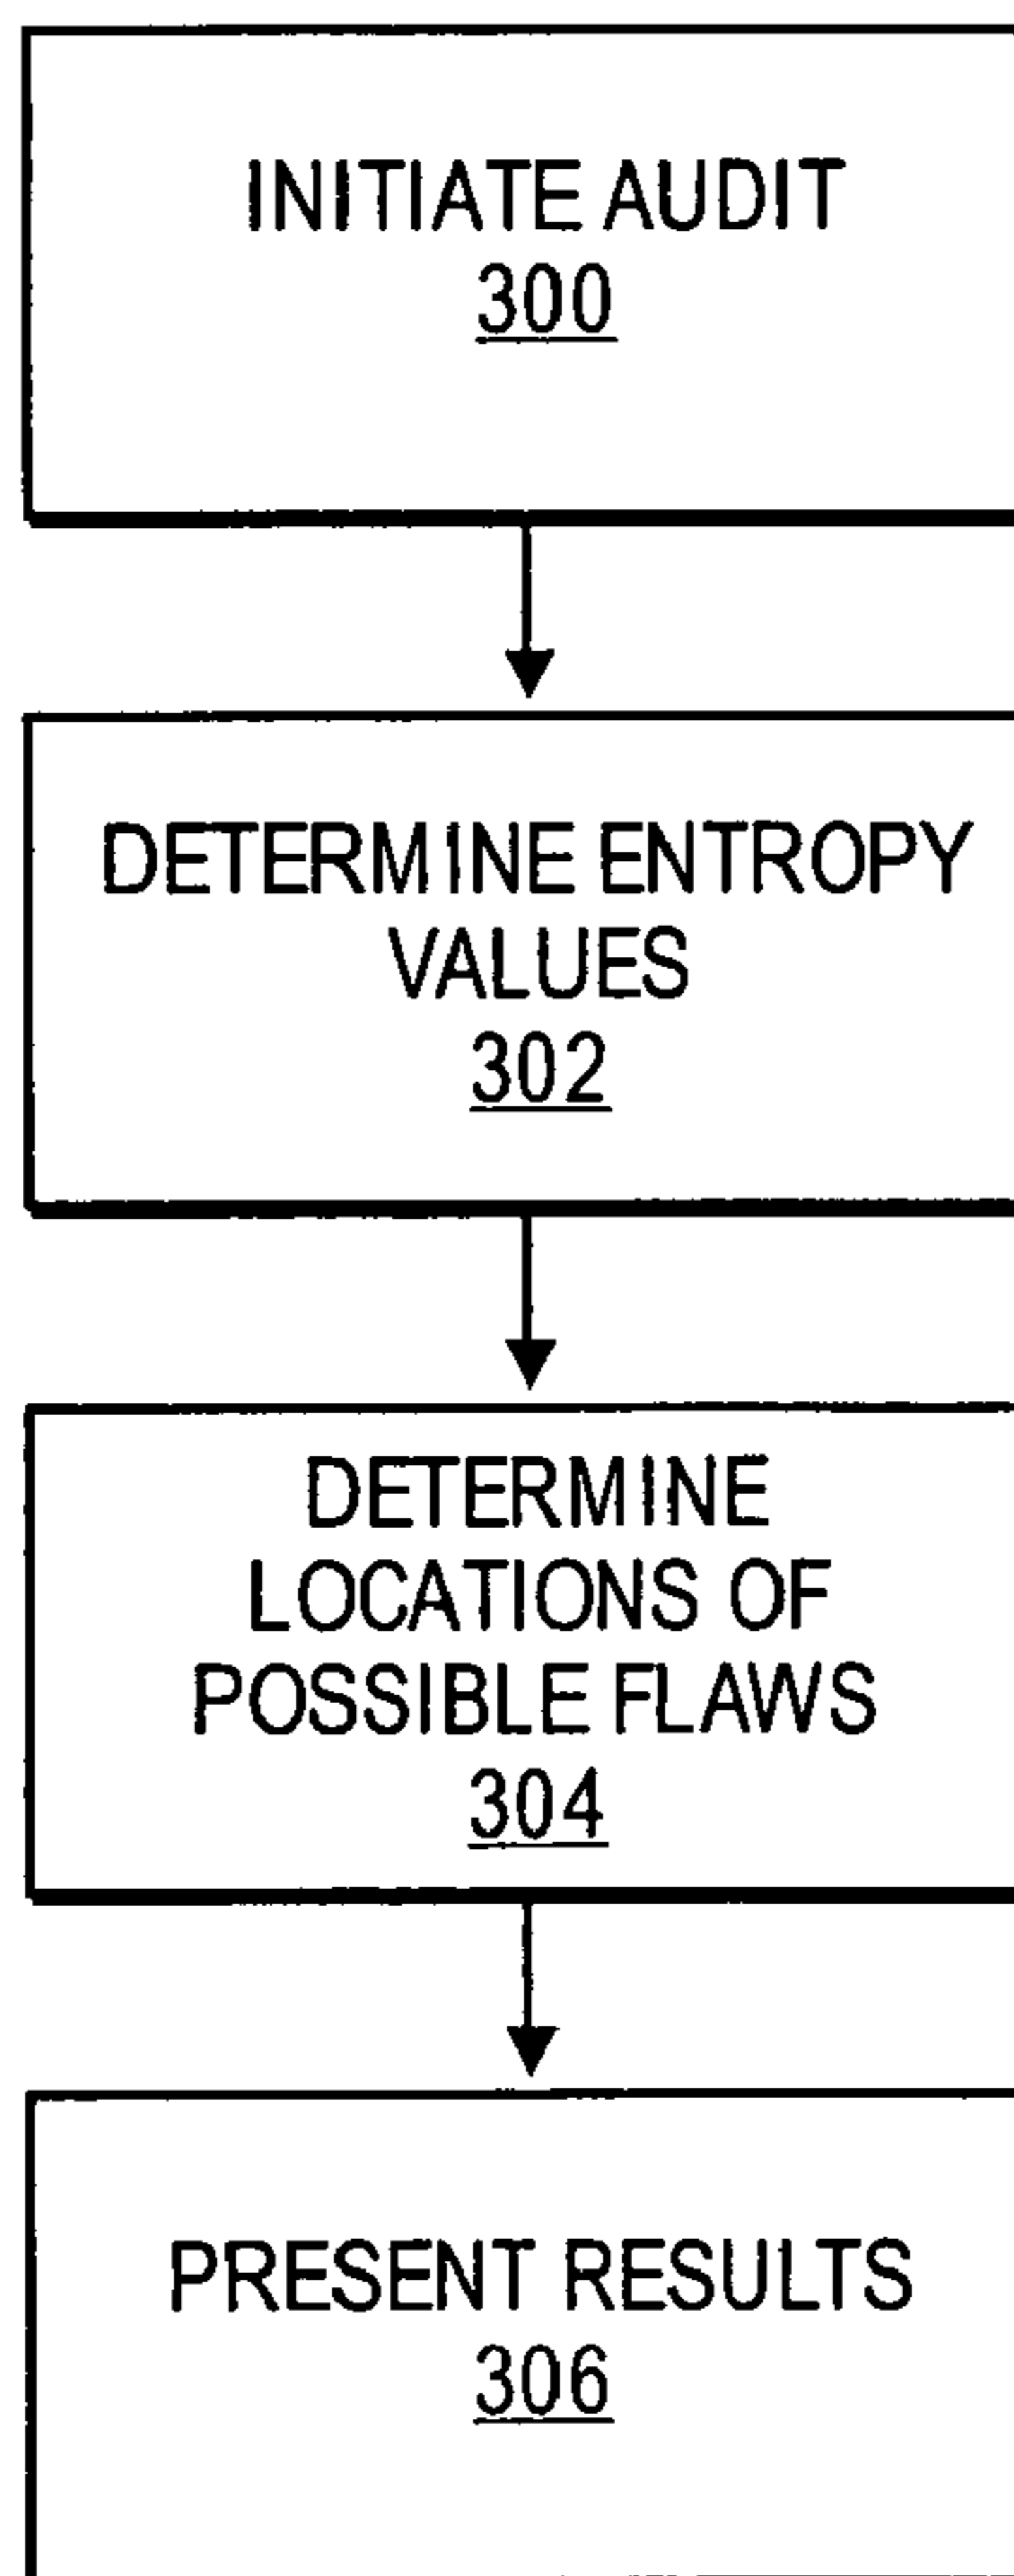 INITIATE AUDIT
300
DETERMINE ENTROPY
VALUES
302
DETERMINE
LOCATIONS OF
POSSIBLE FLAWS
304
PRESENT RESULTS
306